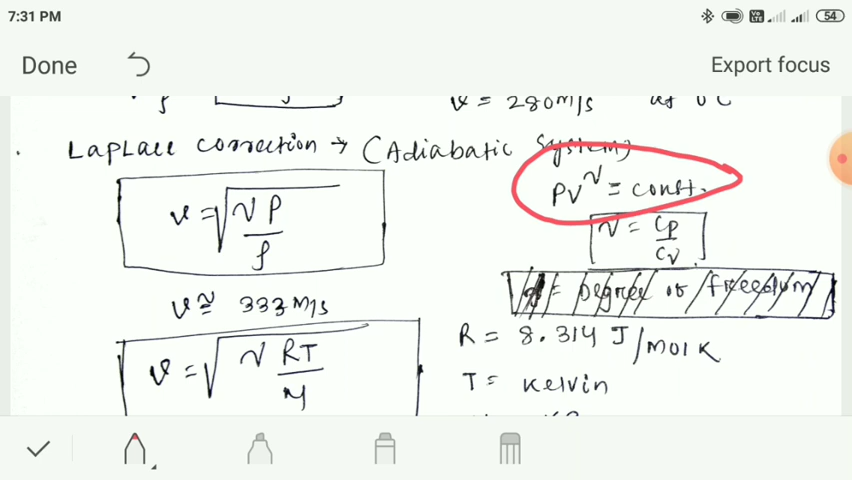 7:31 PM
54
Done
Export focus
v = 280 m/s at 0°C
Laplace correction → (Adiabatic System)
PV^γ = const.
v = √(γP/ρ)
γ = Cp/Cv
= Degree of freedom
v ≃ 333 m/s
R = 8.314 J/mol K
v = √(γRT/M)
T = Kelvin